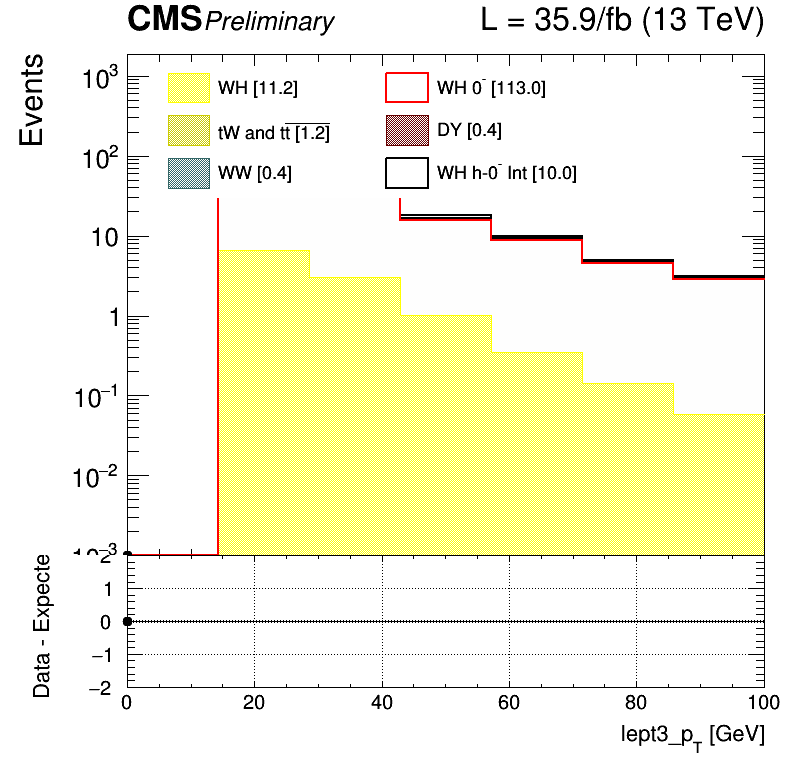 CMS Preliminary L = 35.9/fb (13 TeV)
Events
10³
10²
10
1
10⁻¹
10⁻²
10⁻³
WH [11.2]
WH 0⁻ [113.0]
tW and tt̅ [1.2]
DY [0.4]
WW [0.4]
WH h-0⁻ Int [10.0]
Data - Expecte
2
1
0
−1
−2
0 20 40 60 80 100
lept3_p_T [GeV]